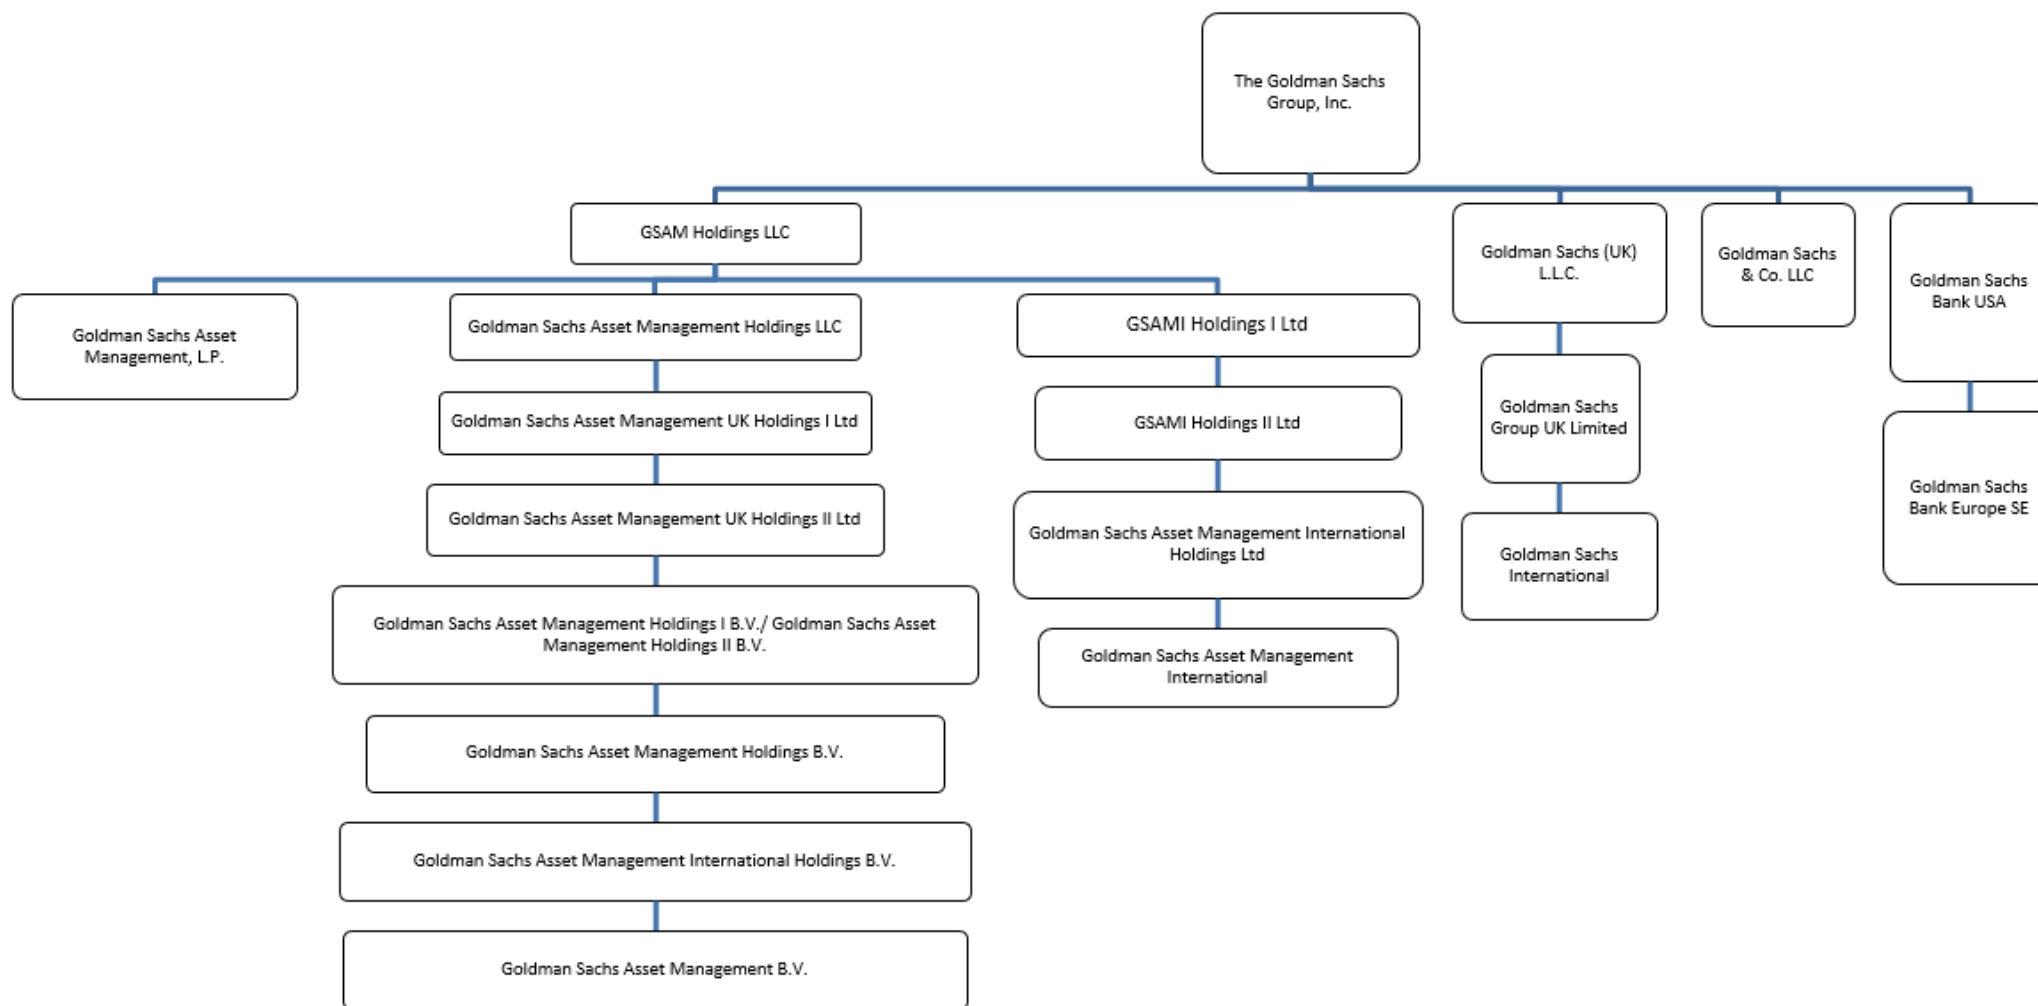 The Goldman Sachs
Group, Inc.
GSAM Holdings LLC
Goldman Sachs (UK)
L.L.C.
Goldman Sachs
& Co. LLC
Goldman Sachs
Bank USA
Goldman Sachs Asset
Management, L.P.
Goldman Sachs Asset Management Holdings LLC
GSAMI Holdings I Ltd
Goldman Sachs
Group UK Limited
Goldman Sachs
Bank Europe SE
Goldman Sachs Asset Management UK Holdings I Ltd
GSAMI Holdings II Ltd
Goldman Sachs Asset Management UK Holdings II Ltd
Goldman Sachs Asset Management International
Holdings Ltd
Goldman Sachs
International
Goldman Sachs Asset Management Holdings I B.V./ Goldman Sachs Asset
Management Holdings II B.V.
Goldman Sachs Asset Management
International
Goldman Sachs Asset Management Holdings B.V.
Goldman Sachs Asset Management International Holdings B.V.
Goldman Sachs Asset Management B.V.